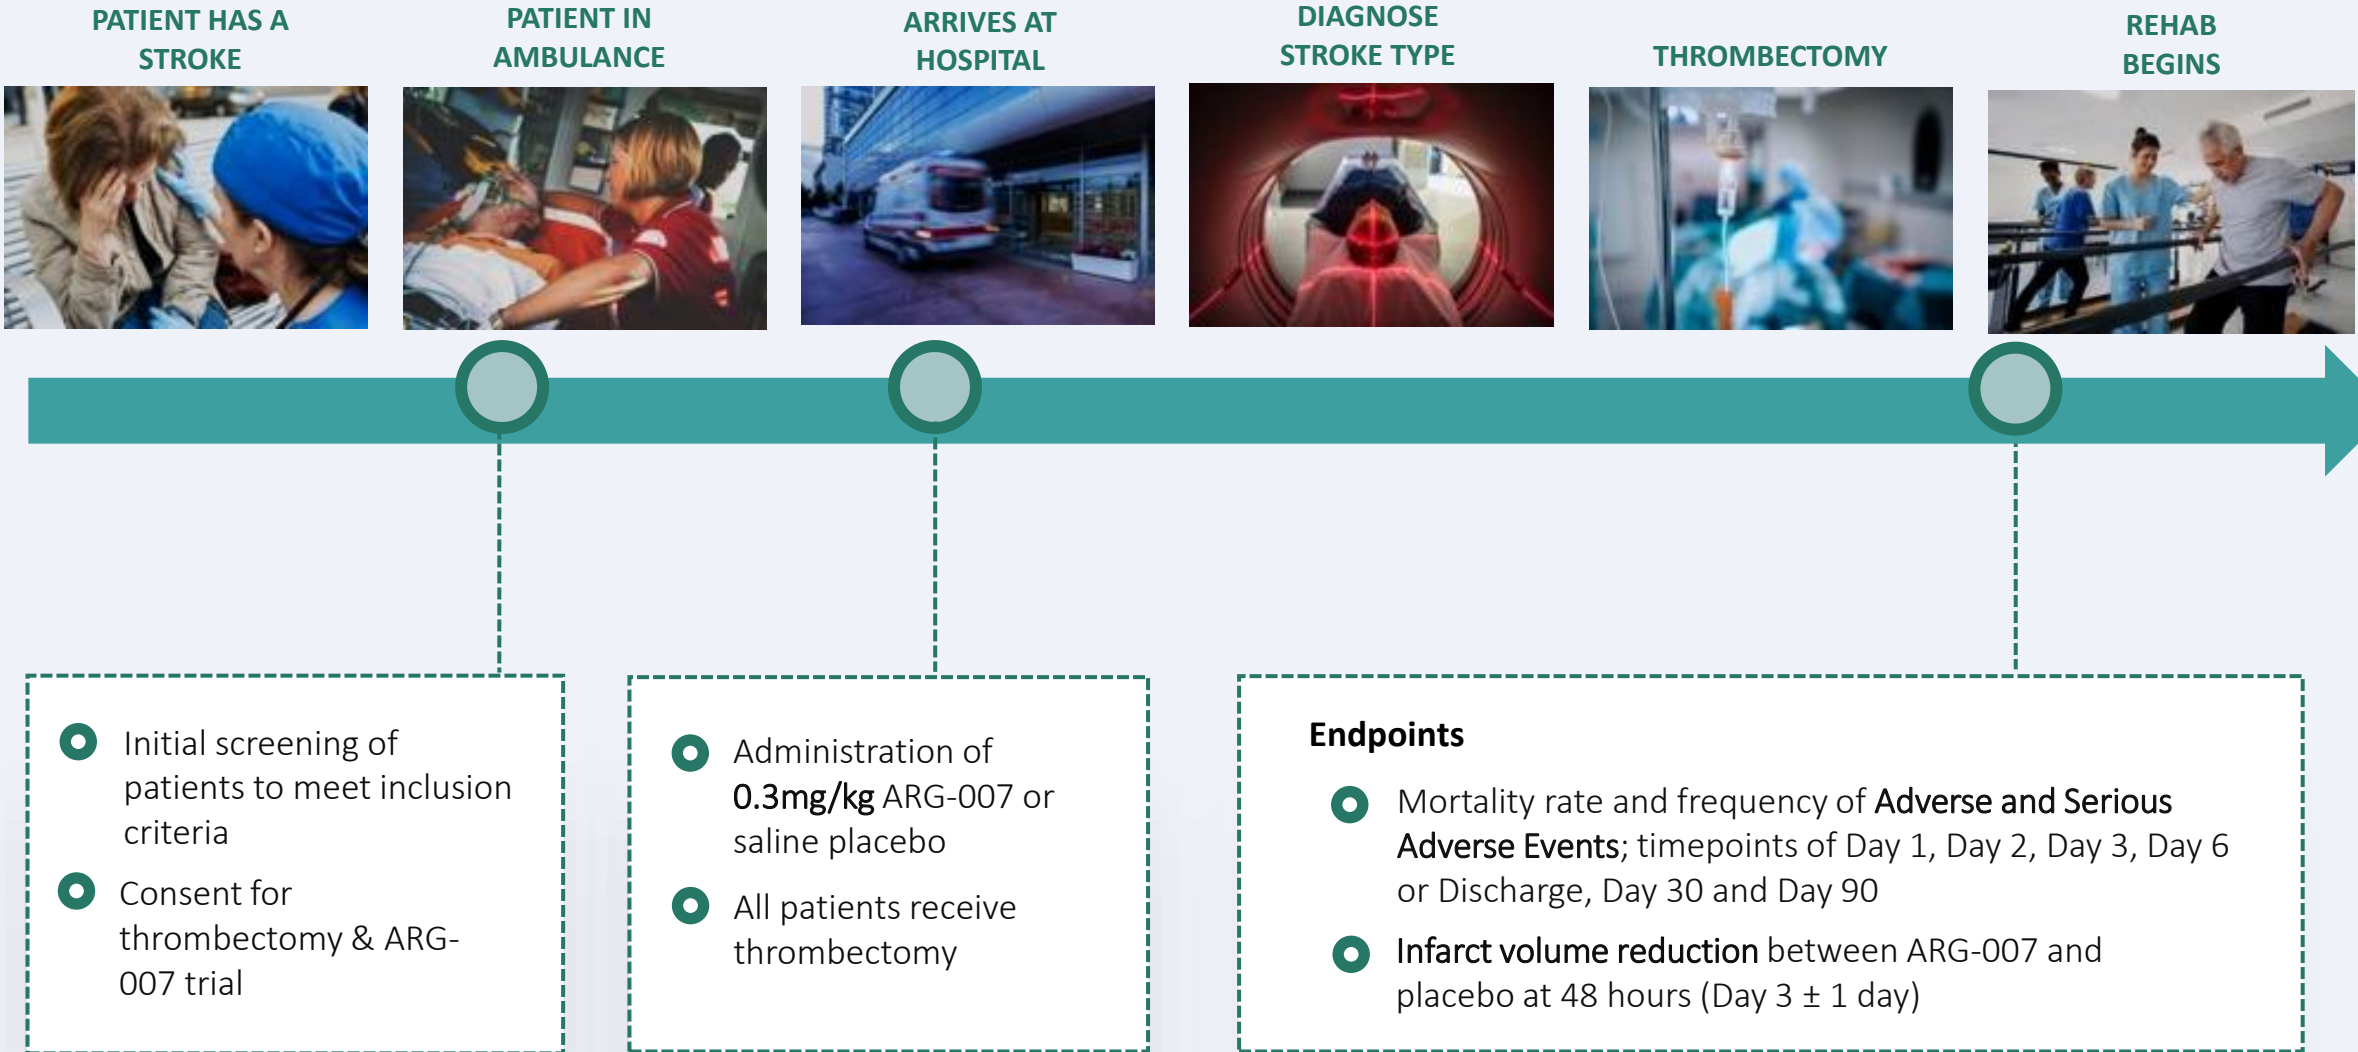 PATIENT HAS A
STROKE
PATIENT IN
AMBULANCE
ARRIVES AT
HOSPITAL
DIAGNOSE
STROKE TYPE
THROMBECTOMY
REHAB
BEGINS
Initial screening of
patients to meet inclusion
criteria
Consent for
thrombectomy & ARG-
007 trial
Administration of
0.3mg/kg ARG-007 or
saline placebo
All patients receive
thrombectomy
Endpoints
Mortality rate and frequency of Adverse and Serious
Adverse Events; timepoints of Day 1, Day 2, Day 3, Day 6
or Discharge, Day 30 and Day 90
Infarct volume reduction between ARG-007 and
placebo at 48 hours (Day 3 ± 1 day)